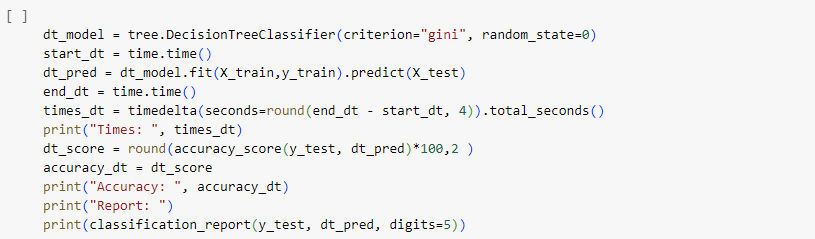 [ ]
dt_model = tree.DecisionTreeClassifier(criterion="gini", random_state=0)
start_dt = time.time()
dt_pred = dt_model.fit(X_train,y_train).predict(X_test)
end_dt = time.time()
times_dt = timedelta(seconds=round(end_dt - start_dt, 4)).total_seconds()
print("Times: ", times_dt)
dt_score = round(accuracy_score(y_test, dt_pred)*100,2 )
accuracy_dt = dt_score
print("Accuracy: ", accuracy_dt)
print("Report: ")
print(classification_report(y_test, dt_pred, digits=5))